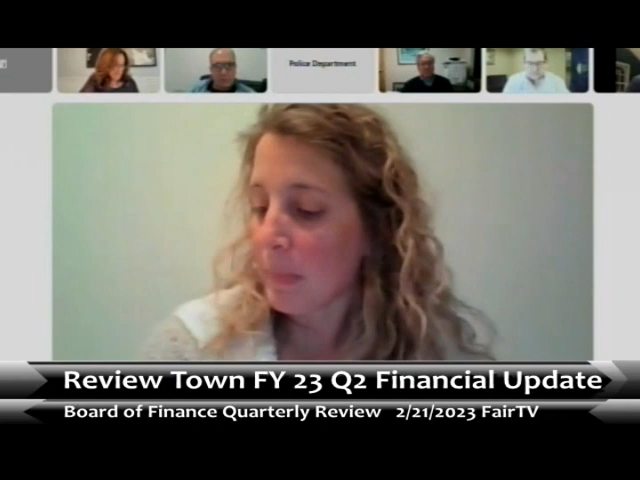 Police Department
Review Town FY 23 Q2 Financial Update
Board of Finance Quarterly Review 2/21/2023 FairTV